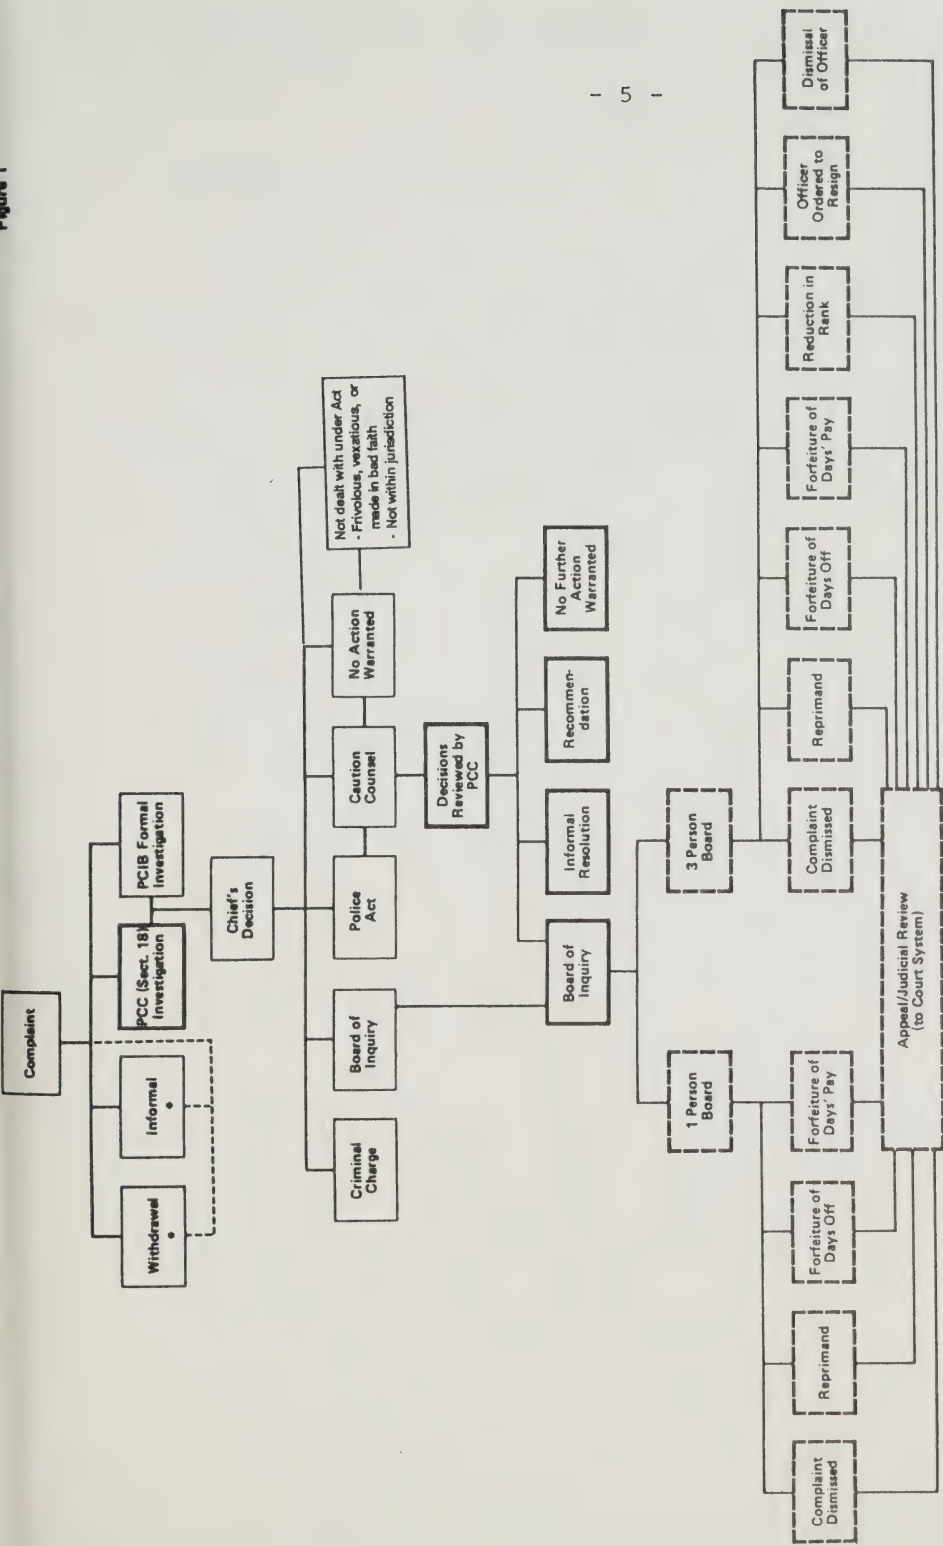 - 5 -
Figure 1
Complaint
Withdrawal
Informal
PCC (Sect. 18)
Investigation
PCIB Formal
Investigation
Chief's
Decision
Criminal
Charge
Board of
Inquiry
Police
Act
Caution
Counsel
No Action
Warranted
Not dealt with under Act
- Frivolous, vexatious, or
made in bad faith
- Not within jurisdiction
Decisions
Reviewed by
PCC
Board of
Inquiry
Informal
Resolution
Recommen-
dation
No Further
Action
Warranted
1 Person
Board
3 Person
Board
Complaint
Dismissed
Reprimand
Forfeiture of
Days Off
Forfeiture of
Days' Pay
Complaint
Dismissed
Reprimand
Forfeiture of
Days Off
Forfeiture of
Days' Pay
Reduction in
Rank
Officer
Ordered to
Resign
Dismissal
of Officer
Appeal/Judicial Review
(to Court System)